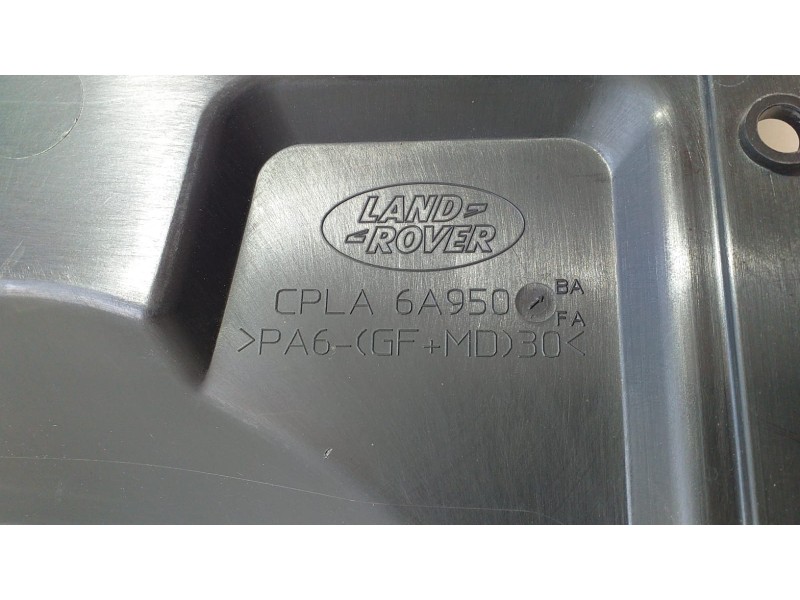 LAND-
-ROVER
CPLA 6A950 BA
FA
>PA6-(GF+MD)30<